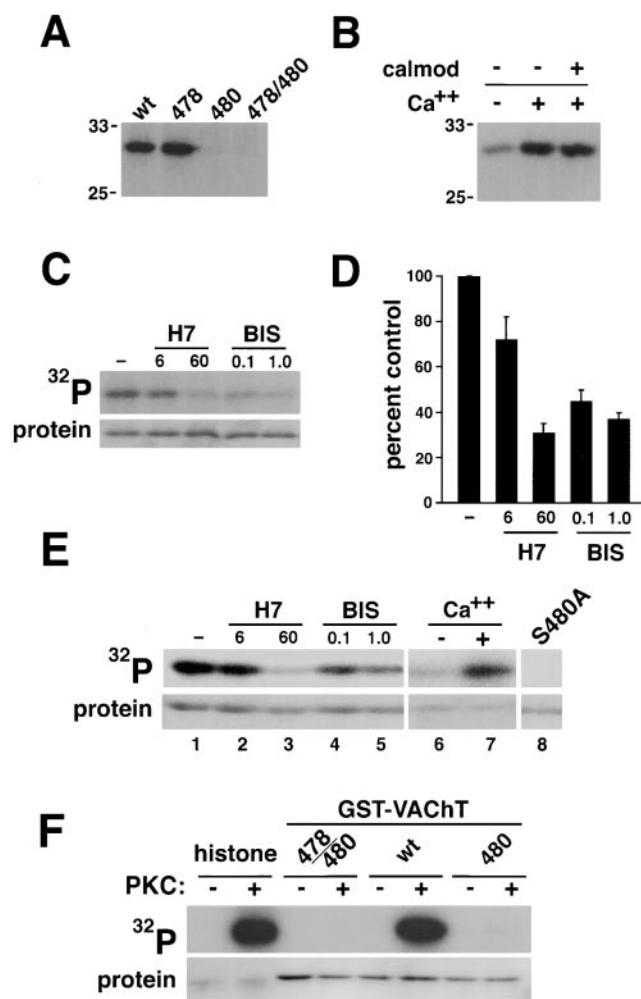 A
wt 478 480 478/480
33-
25-
B
calmod - - +
Ca++ - + +
33-
25-
C
H7 BIS
– 6 60 0.1 1.0
32P
protein
D
percent control
100
80
60
40
20
0
– 6 60 0.1 1.0
H7 BIS
E
H7 BIS Ca++ S480A
– 6 60 0.1 1.0 - +
32P
protein
1 2 3 4 5 6 7 8
F
GST-VAChT
histone 478/480 wt 480
PKC: - + - + - + - +
32P
protein